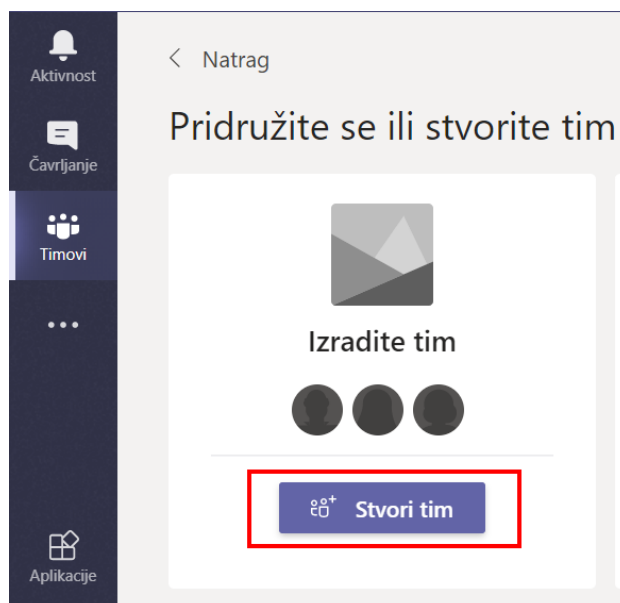 Aktivnost
Čavrljanje
Timovi
Aplikacije
Natrag
Pridružite se ili stvorite tim
Izradite tim
Stvori tim